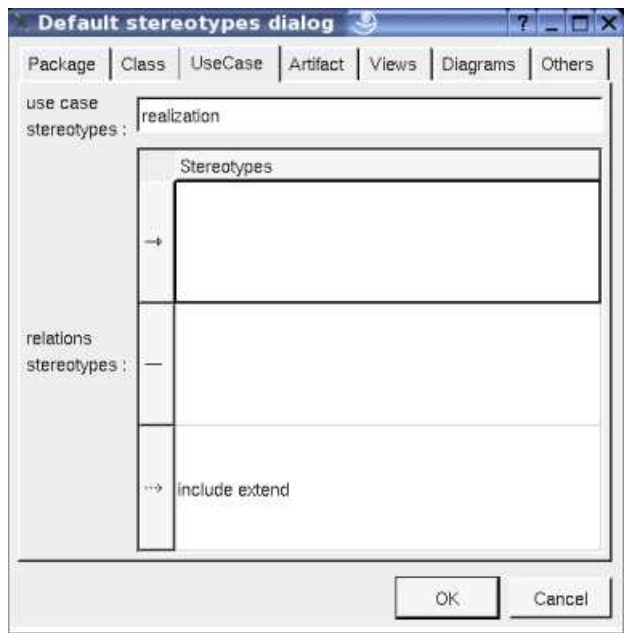 Default stereotypes dialog
Package Class UseCase Artifact Views Diagrams Others
use case
stereotypes :
realization
Stereotypes
relations
stereotypes :
include extend
OK Cancel